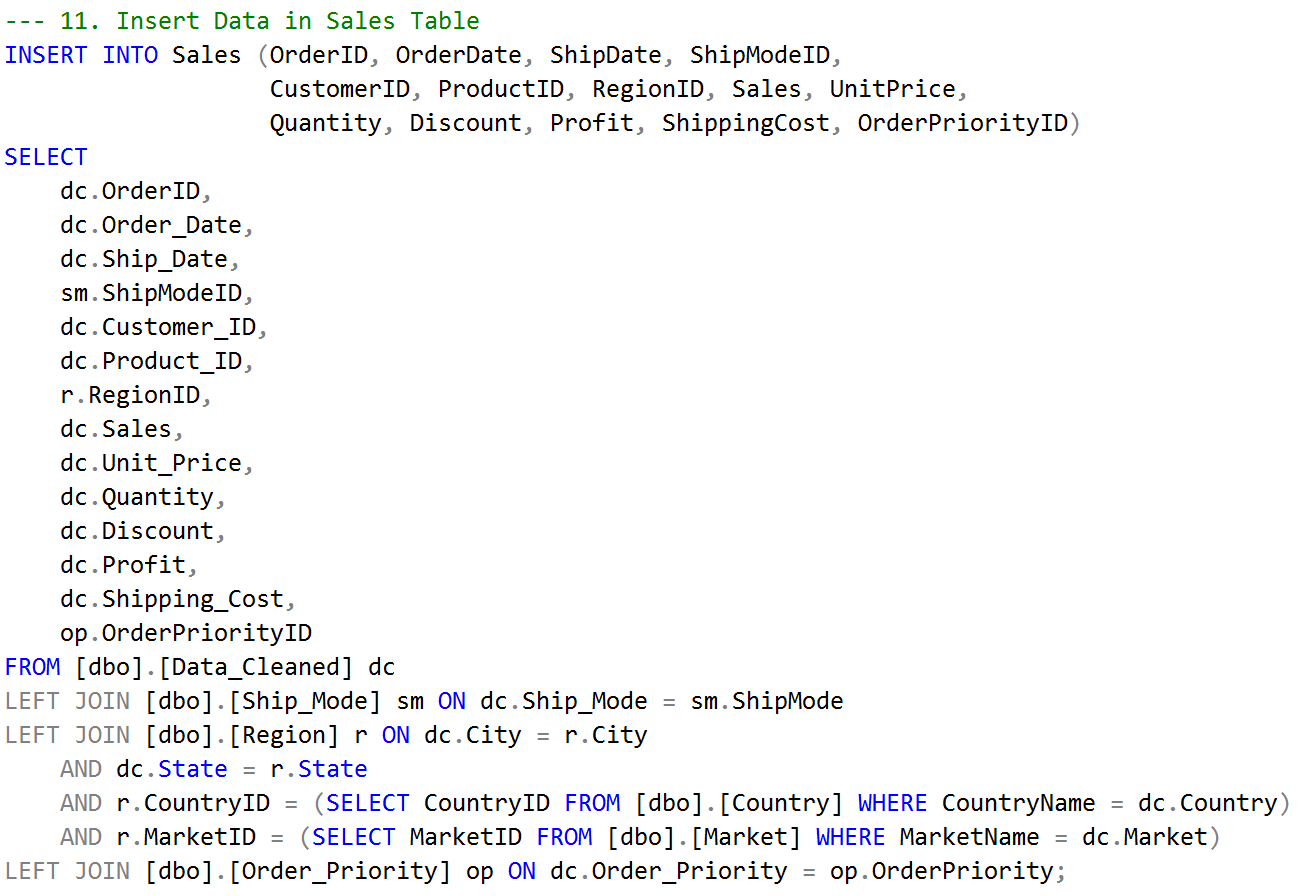 --- 11. Insert Data in Sales Table
INSERT INTO Sales (OrderID, OrderDate, ShipDate, ShipModeID,
                   CustomerID, ProductID, RegionID, Sales, UnitPrice,
                   Quantity, Discount, Profit, ShippingCost, OrderPriorityID)
SELECT
    dc.OrderID,
    dc.Order_Date,
    dc.Ship_Date,
    sm.ShipModeID,
    dc.Customer_ID,
    dc.Product_ID,
    r.RegionID,
    dc.Sales,
    dc.Unit_Price,
    dc.Quantity,
    dc.Discount,
    dc.Profit,
    dc.Shipping_Cost,
    op.OrderPriorityID
FROM [dbo].[Data_Cleaned] dc
LEFT JOIN [dbo].[Ship_Mode] sm ON dc.Ship_Mode = sm.ShipMode
LEFT JOIN [dbo].[Region] r ON dc.City = r.City
    AND dc.State = r.State
    AND r.CountryID = (SELECT CountryID FROM [dbo].[Country] WHERE CountryName = dc.Country)
    AND r.MarketID = (SELECT MarketID FROM [dbo].[Market] WHERE MarketName = dc.Market)
LEFT JOIN [dbo].[Order_Priority] op ON dc.Order_Priority = op.OrderPriority;